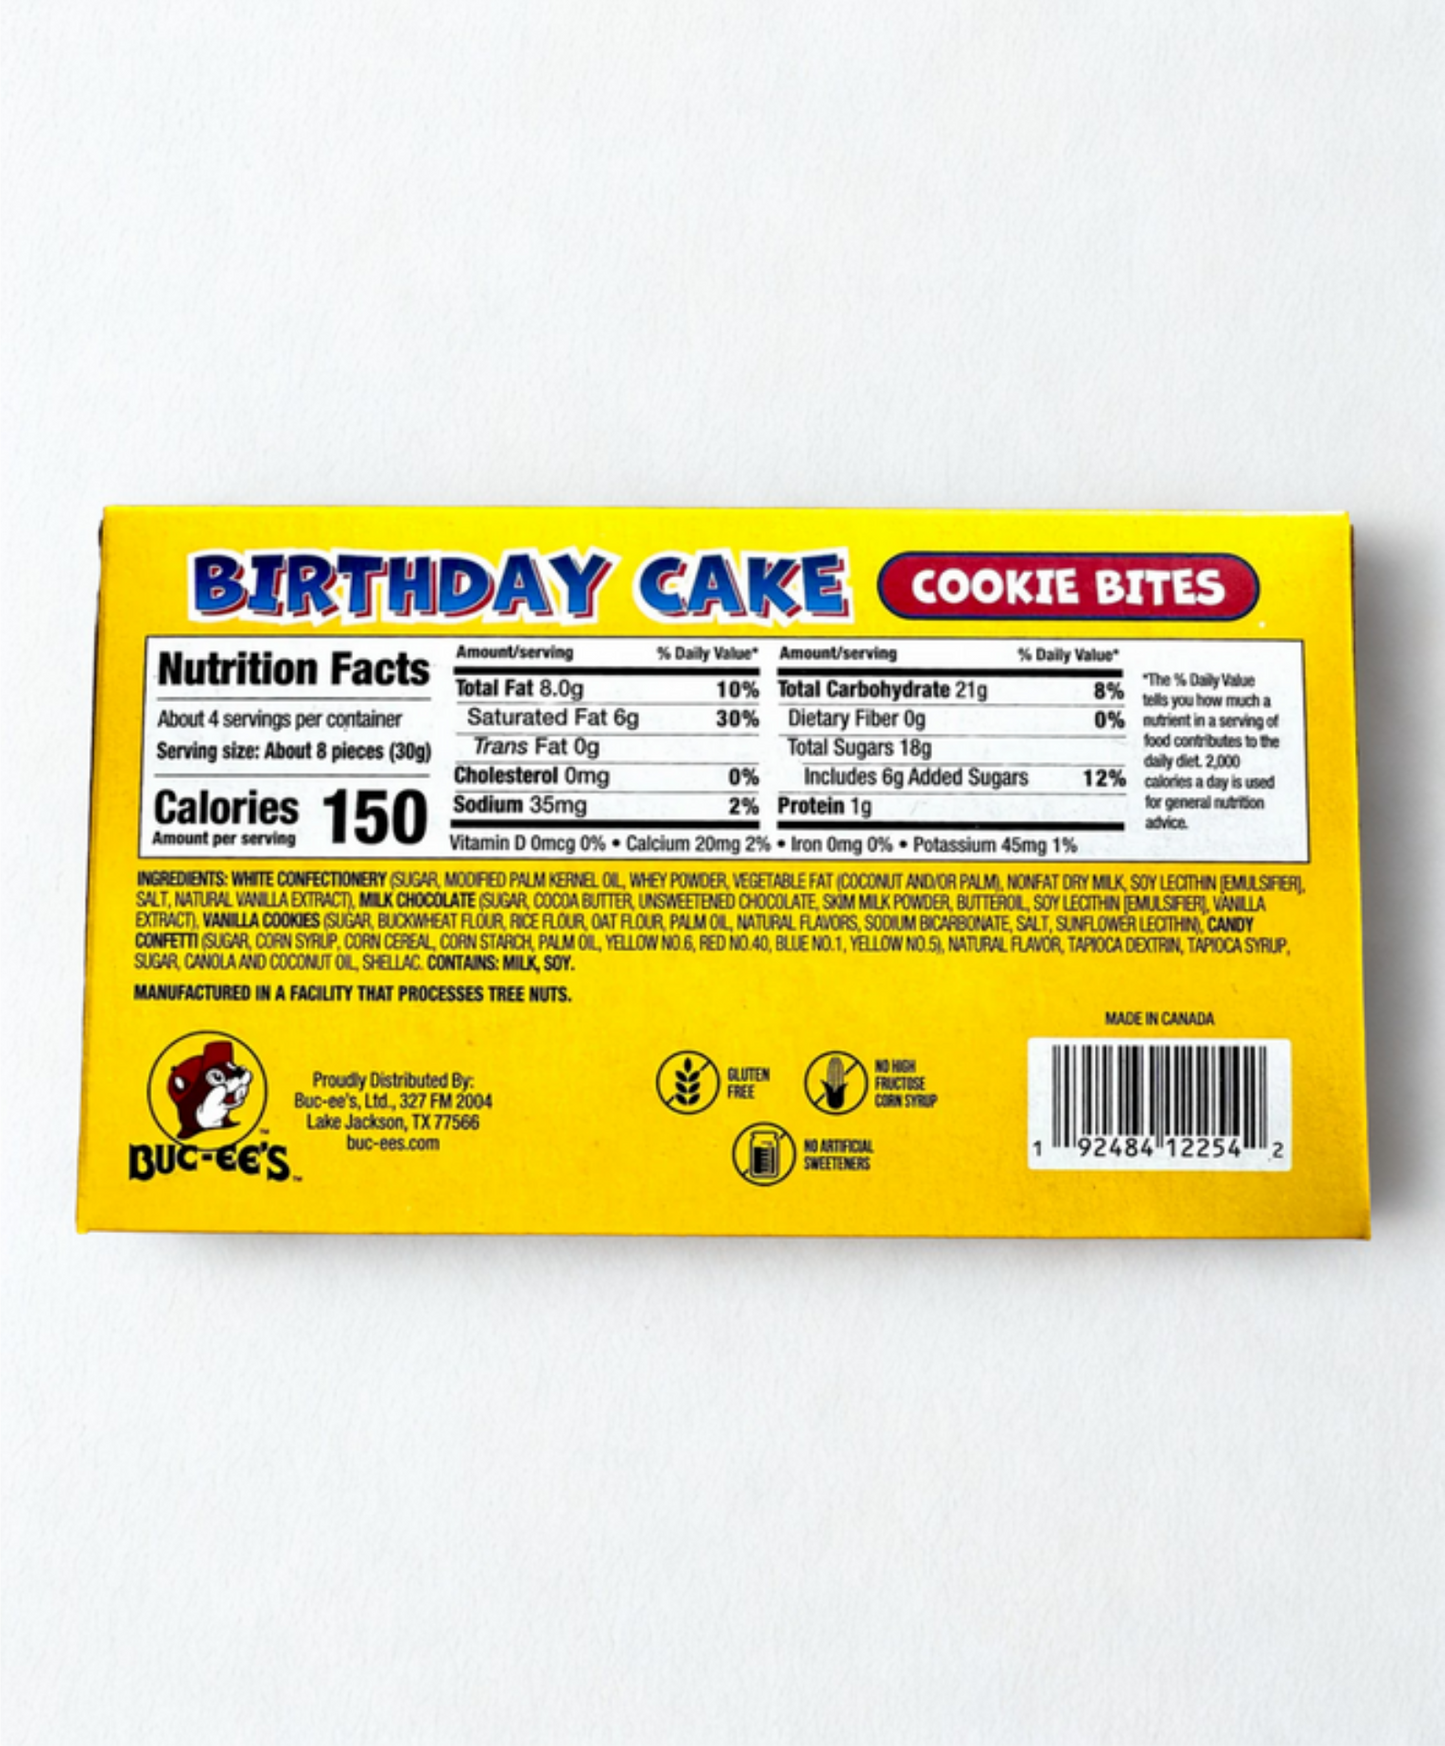 BIRTHDAY CAKE COOKIE BITES
Nutrition Facts
About 4 servings per container
Serving size: About 8 pieces (30g)
Calories 150
Amount per serving
Amount/serving % Daily Value*
Total Fat 8.0g 10%
Saturated Fat 6g 30%
Trans Fat 0g
Cholesterol 0mg 0%
Sodium 35mg 2%
Amount/serving % Daily Value*
Total Carbohydrate 21g 8%
Dietary Fiber 0g 0%
Total Sugars 18g
Includes 6g Added Sugars 12%
Protein 1g
Vitamin D 0mcg 0% • Calcium 20mg 2% • Iron 0mg 0% • Potassium 45mg 1%
*The % Daily Value
tells you how much a
nutrient in a serving of
food contributes to the
daily diet. 2,000
calories a day is used
for general nutrition
advice.
INGREDIENTS: WHITE CONFECTIONERY (SUGAR, MODIFIED PALM KERNEL OIL, WHEY POWDER, VEGETABLE FAT (COCONUT AND/OR PALM), NONFAT DRY MILK, SOY LECITHIN [EMULSIFIER],
SALT, NATURAL VANILLA EXTRACT), MILK CHOCOLATE (SUGAR, COCOA BUTTER, UNSWEETENED CHOCOLATE, SKIM MILK POWDER, BUTTEROIL, SOY LECITHIN [EMULSIFIER], VANILLA
EXTRACT), VANILLA COOKIES (SUGAR, BUCKWHEAT FLOUR, RICE FLOUR, OAT FLOUR, PALM OIL, NATURAL FLAVORS, SODIUM BICARBONATE, SALT, SUNFLOWER LECITHIN), CANDY
CONFETTI (SUGAR, CORN SYRUP, CORN CEREAL, CORN STARCH, PALM OIL, YELLOW NO.6, RED NO.40, BLUE NO.1, YELLOW NO.5), NATURAL FLAVOR, TAPIOCA DEXTRIN, TAPIOCA SYRUP,
SUGAR, CANOLA AND COCONUT OIL, SHELLAC. CONTAINS: MILK, SOY.
MANUFACTURED IN A FACILITY THAT PROCESSES TREE NUTS.
BUC-EE'S™
Proudly Distributed By:
Buc-ee's, Ltd., 327 FM 2004
Lake Jackson, TX 77566
buc-ees.com
GLUTEN
FREE
NO HIGH
FRUCTOSE
CORN SYRUP
NO ARTIFICIAL
SWEETENERS
MADE IN CANADA
1 92484 12254 2